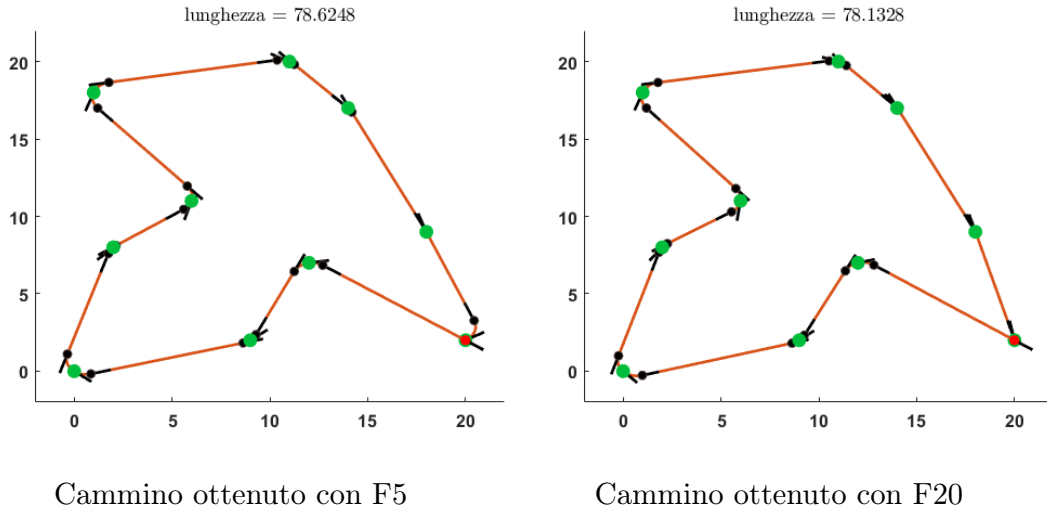 lunghezza = 78.6248
20
15
10
5
0
0 5 10 15 20
Cammino ottenuto con F5
lunghezza = 78.1328
20
15
10
5
0
0 5 10 15 20
Cammino ottenuto con F20